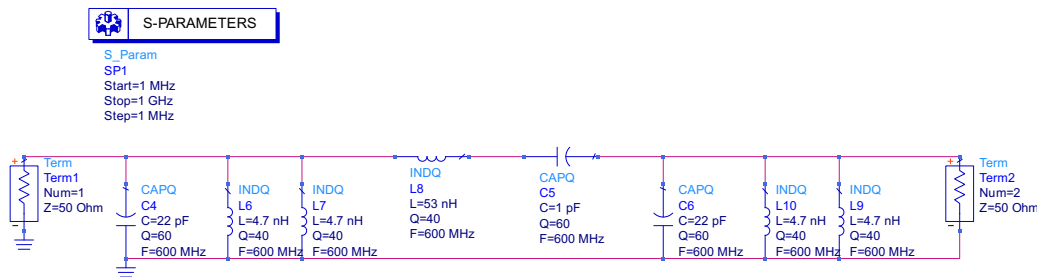 S-PARAMETERS
S_Param
SP1
Start=1 MHz
Stop=1 GHz
Step=1 MHz
+
Term
Term1
Num=1
Z=50 Ohm
-
CAPQ
C4
C=22 pF
Q=60
F=600 MHz
INDQ
L6
L=4.7 nH
Q=40
F=600 MHz
INDQ
L7
L=4.7 nH
Q=40
F=600 MHz
INDQ
L8
L=53 nH
Q=40
F=600 MHz
CAPQ
C5
C=1 pF
Q=60
F=600 MHz
CAPQ
C6
C=22 pF
Q=60
F=600 MHz
INDQ
L10
L=4.7 nH
Q=40
F=600 MHz
INDQ
L9
L=4.7 nH
Q=40
F=600 MHz
+
Term
Term2
Num=2
Z=50 Ohm
-